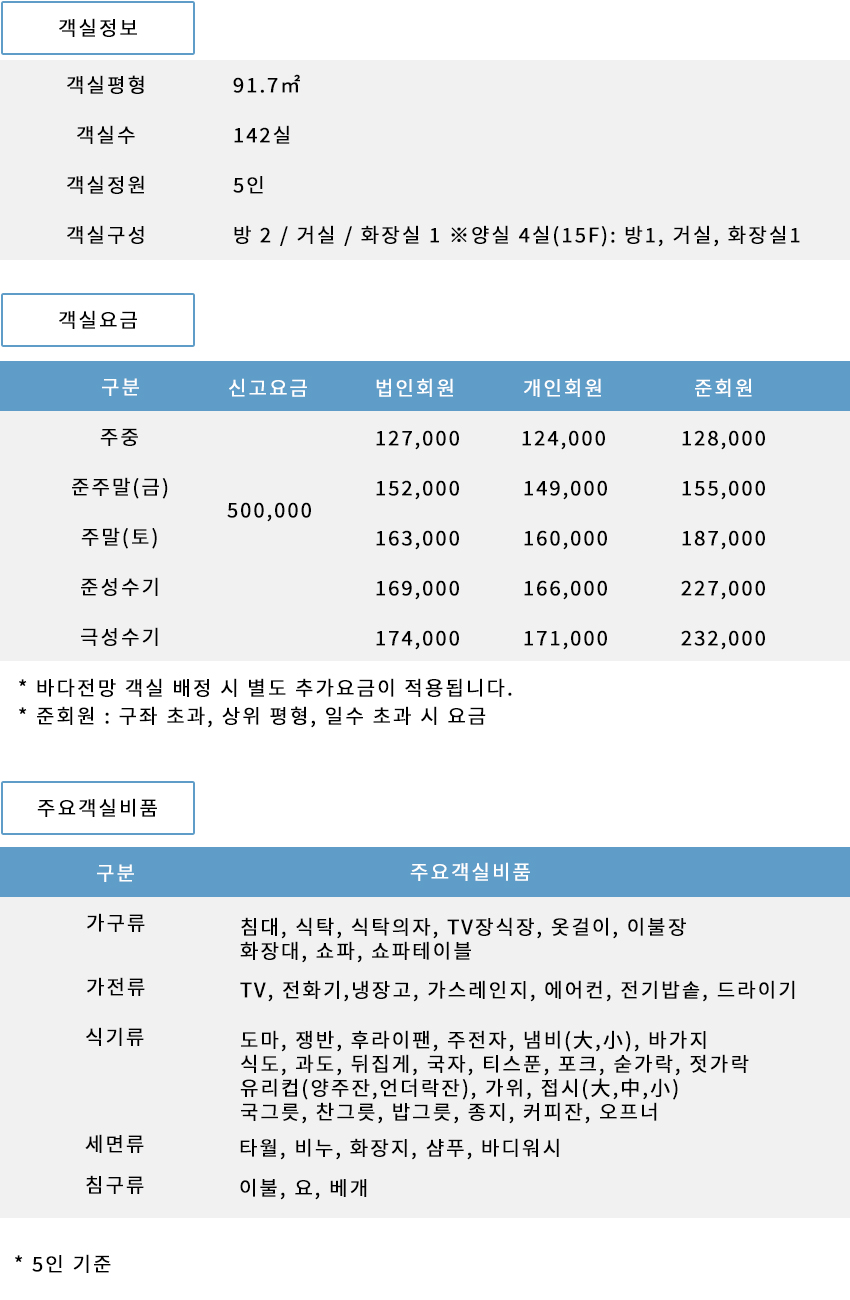 객실정보
객실평형 91.7㎡
객실수 142실
객실정원 5인
객실구성 방 2 / 거실 / 화장실 1 ※양실 4실(15F): 방1, 거실, 화장실1
객실요금
구분 신고요금 법인회원 개인회원 준회원
주중 127,000 124,000 128,000
준주말(금) 152,000 149,000 155,000
500,000
주말(토) 163,000 160,000 187,000
준성수기 169,000 166,000 227,000
극성수기 174,000 171,000 232,000
* 바다전망 객실 배정 시 별도 추가요금이 적용됩니다.
* 준회원 : 구좌 초과, 상위 평형, 일수 초과 시 요금
주요객실비품
구분 주요객실비품
가구류 침대, 식탁, 식탁의자, TV장식장, 옷걸이, 이불장
화장대, 쇼파, 쇼파테이블
가전류 TV, 전화기,냉장고, 가스레인지, 에어컨, 전기밥솥, 드라이기
식기류 도마, 쟁반, 후라이팬, 주전자, 냄비(大,小), 바가지
식도, 과도, 뒤집게, 국자, 티스푼, 포크, 숟가락, 젓가락
유리컵(양주잔,언더락잔), 가위, 접시(大,中,小)
국그릇, 찬그릇, 밥그릇, 종지, 커피잔, 오프너
세면류 타월, 비누, 화장지, 샴푸, 바디워시
침구류 이불, 요, 베개
* 5인 기준